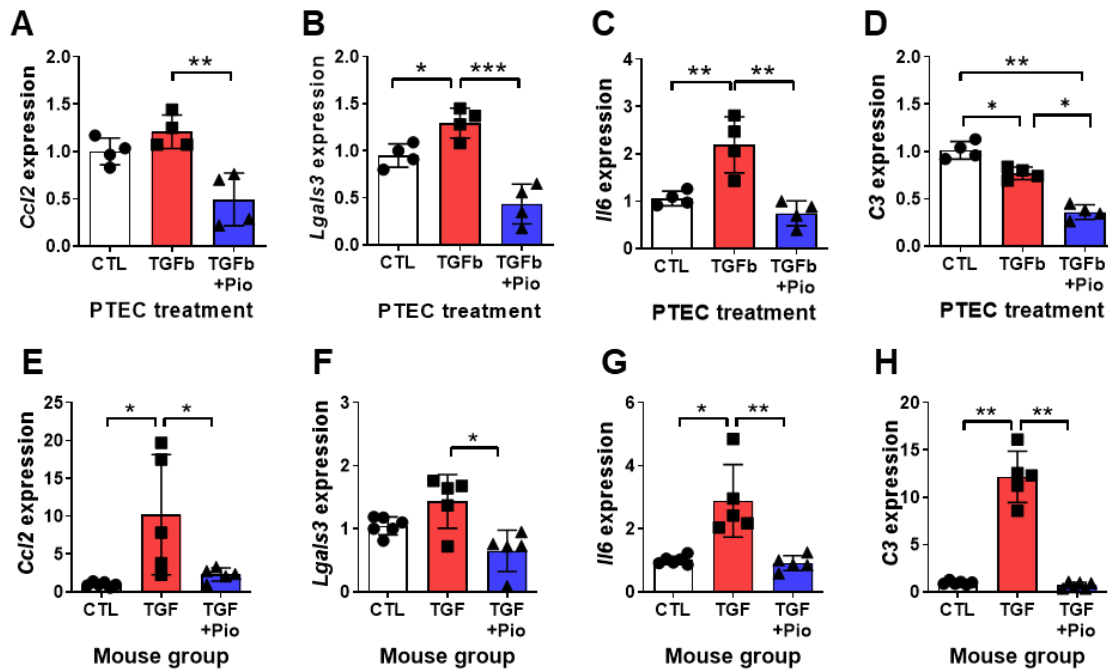 A
Ccl2 expression
2.0
1.5
1.0
0.5
0.0
**
CTL
TGFb
TGFb
+Pio
PTEC treatment
B
Lgals3 expression
2.0
1.5
1.0
0.5
0.0
*
***
CTL
TGFb
TGFb
+Pio
PTEC treatment
C
Il6 expression
4
3
2
1
0
**
**
CTL
TGFb
TGFb
+Pio
PTEC treatment
D
C3 expression
2.0
1.5
1.0
0.5
0.0
**
*
*
CTL
TGFb
TGFb
+Pio
PTEC treatment
E
Ccl2 expression
25
20
15
10
5
0
*
*
CTL
TGF
TGF
+Pio
Mouse group
F
Lgals3 expression
3
2
1
0
*
CTL
TGF
TGF
+Pio
Mouse group
G
Il6 expression
6
4
2
0
*
**
CTL
TGF
TGF
+Pio
Mouse group
H
C3 expression
20
15
10
5
0
**
**
CTL
TGF
TGF
+Pio
Mouse group